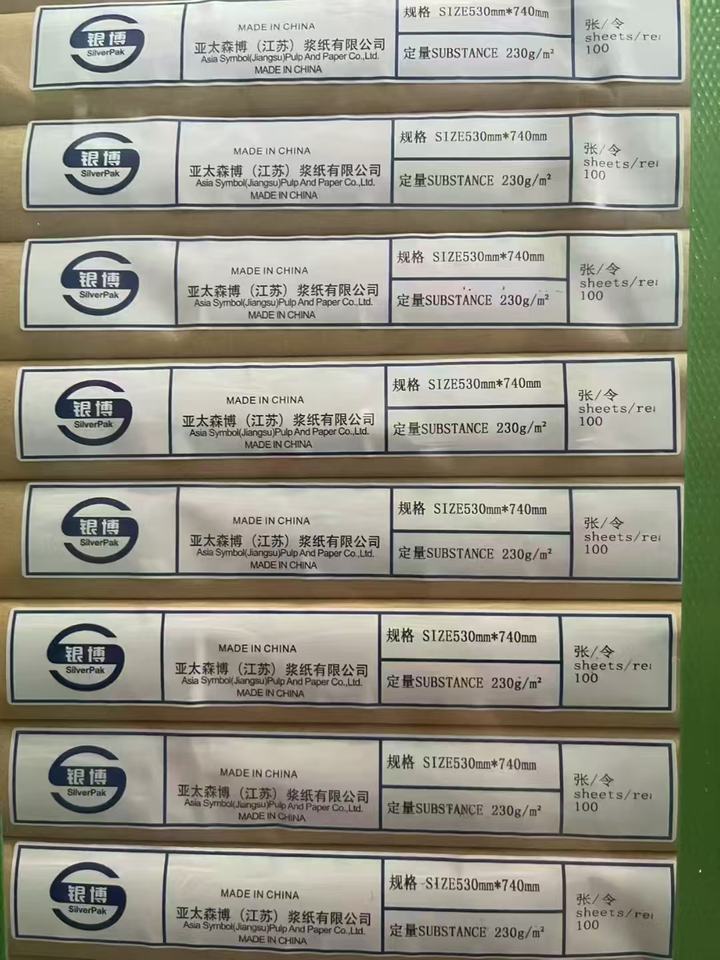 银博
SilverPak
MADE IN CHINA
亚太森博（江苏）浆纸有限公司
Asia Symbol(Jiangsu)Pulp And Paper Co.,Ltd.
MADE IN CHINA
规格 SIZE530mm*740mm
定量SUBSTANCE 230g/m²
张/令
sheets/
100
银博
SilverPak
MADE IN CHINA
亚太森博（江苏）浆纸有限公司
Asia Symbol(Jiangsu)Pulp And Paper Co.,Ltd.
MADE IN CHINA
规格 SIZE530mm*740mm
定量SUBSTANCE 230g/m²
张/令
sheets/
100
银博
SilverPak
MADE IN CHINA
亚太森博（江苏）浆纸有限公司
Asia Symbol(Jiangsu)Pulp And Paper Co.,Ltd.
MADE IN CHINA
规格 SIZE530mm*740mm
定量SUBSTANCE 230g/m²
张/令
sheets/
100
银博
SilverPak
MADE IN CHINA
亚太森博（江苏）浆纸有限公司
Asia Symbol(Jiangsu)Pulp And Paper Co.,Ltd.
MADE IN CHINA
规格 SIZE530mm*740mm
定量SUBSTANCE 230g/m²
张/令
sheets/
100
银博
SilverPak
MADE IN CHINA
亚太森博（江苏）浆纸有限公司
Asia Symbol(Jiangsu)Pulp And Paper Co.,Ltd.
MADE IN CHINA
规格 SIZE530mm*740mm
定量SUBSTANCE 230g/m²
张/令
sheets/
100
银博
SilverPak
MADE IN CHINA
亚太森博（江苏）浆纸有限公司
Asia Symbol(Jiangsu)Pulp And Paper Co.,Ltd.
MADE IN CHINA
规格 SIZE530mm*740mm
定量SUBSTANCE 230g/m²
张/令
sheets/
100
银博
SilverPak
MADE IN CHINA
亚太森博（江苏）浆纸有限公司
Asia Symbol(Jiangsu)Pulp And Paper Co.,Ltd.
MADE IN CHINA
规格 SIZE530mm*740mm
定量SUBSTANCE 230g/m²
张/令
sheets/
100
银博
SilverPak
MADE IN CHINA
亚太森博（江苏）浆纸有限公司
Asia Symbol(Jiangsu)Pulp And Paper Co.,Ltd.
MADE IN CHINA
规格 SIZE530mm*740mm
定量SUBSTANCE 230g/m²
张/令
sheets/
100